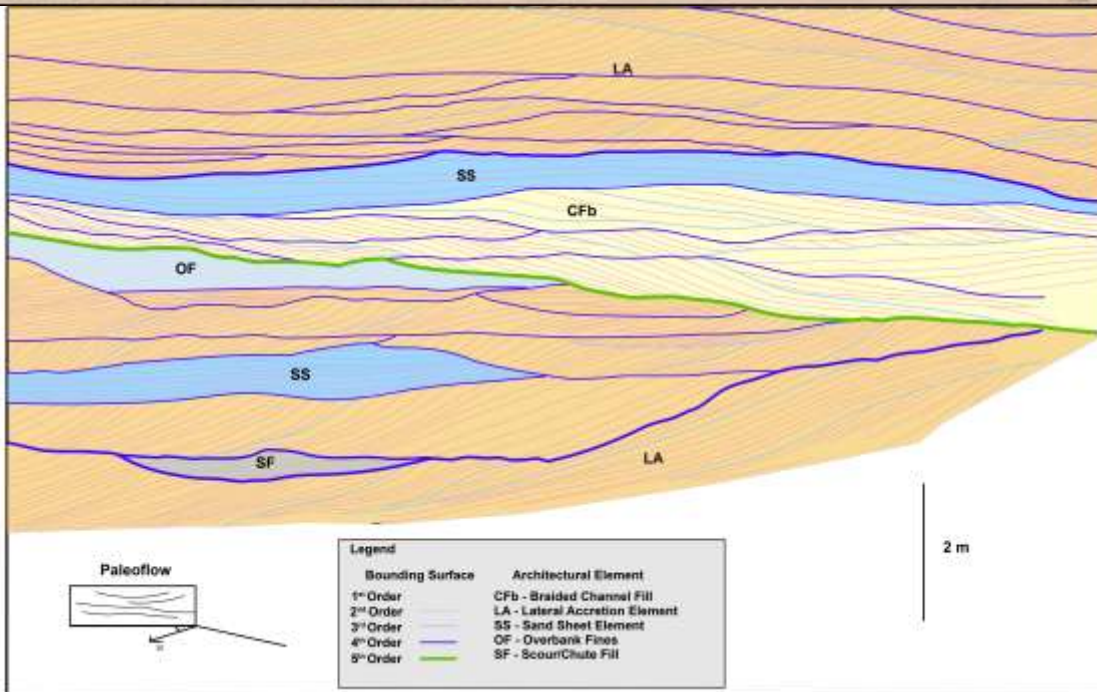 LA
SS
CFb
OF
SS
SF
LA
2 m
Paleoflow
Legend
Bounding Surface Architectural Element
1st Order CFb - Braided Channel Fill
2nd Order LA - Lateral Accretion Element
3rd Order SS - Sand Sheet Element
4th Order OF - Overbank Fines
5th Order SF - Scour/Chute Fill